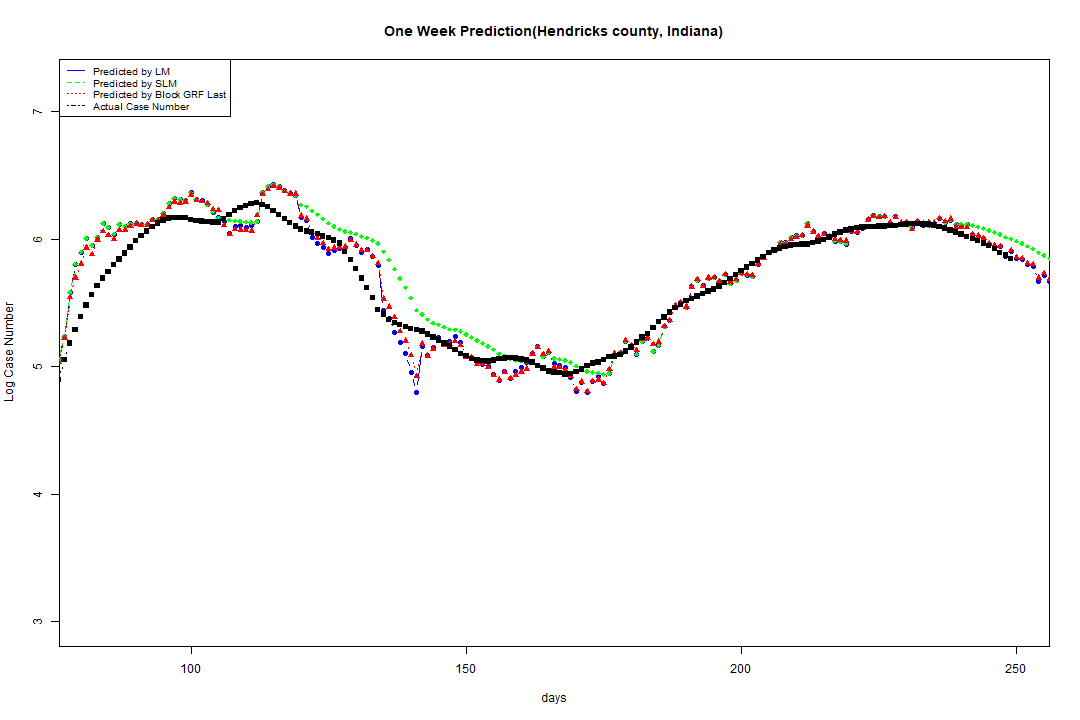 One Week Prediction(Hendricks county, Indiana)
Predicted by LM
Predicted by SLM
Predicted by Block GRF Last
Actual Case Number
7
6
5
4
3
Log Case Number
100
150
200
250
days